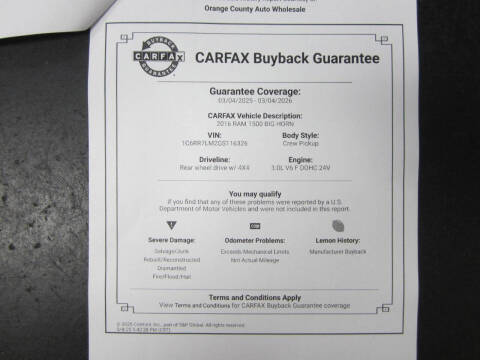 Orange County Auto Wholesale
BUYBACK
CARFAX
GUARANTEE
CARFAX Buyback Guarantee
Guarantee Coverage:
03/04/2025 - 03/04/2026
CARFAX Vehicle Description:
2016 RAM 1500 BIG HORN
VIN: Body Style:
1C6RR7LM2GS116326 Crew Pickup
Driveline: Engine:
Rear wheel drive w/ 4X4 3.0L V6 F DOHC 24V
You may qualify
if you find that any of these problems were reported by a U.S.
Department of Motor Vehicles and were not included in this report.
Severe Damage: Odometer Problems: Lemon History:
Salvage/Junk Exceeds Mechanical Limits Manufacturer Buyback
Rebuilt/Reconstructed Not Actual Mileage
Dismantled
Fire/Flood/Hail
Terms and Conditions Apply
View Terms and Conditions for CARFAX Buyback Guarantee coverage
© 2025 CARFAX, Inc., part of S&P Global. All rights reserved.